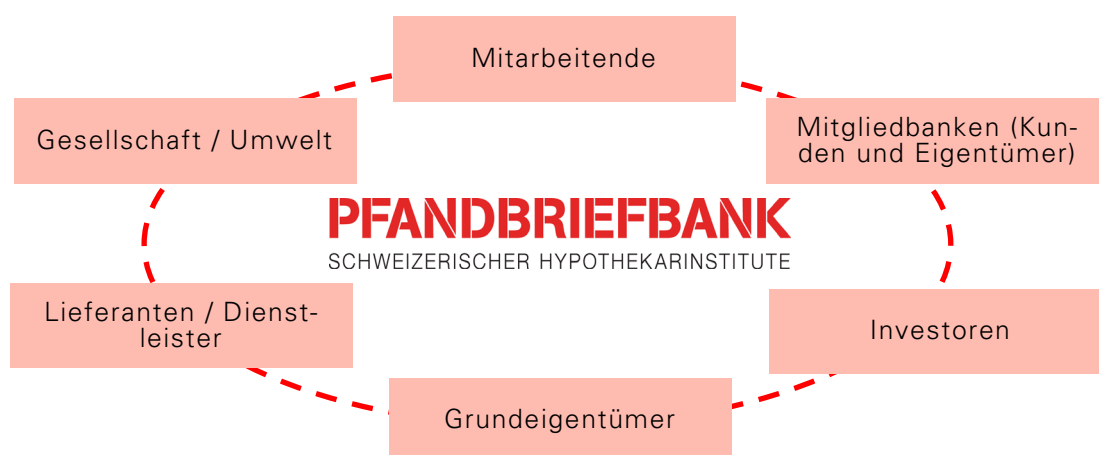 Mitarbeitende
Gesellschaft / Umwelt
Mitgliedbanken (Kun-
den und Eigentümer)
PFANDBRIEFBANK
SCHWEIZERISCHER HYPOTHEKARINSTITUTE
Lieferanten / Dienst-
leister
Investoren
Grundeigentümer